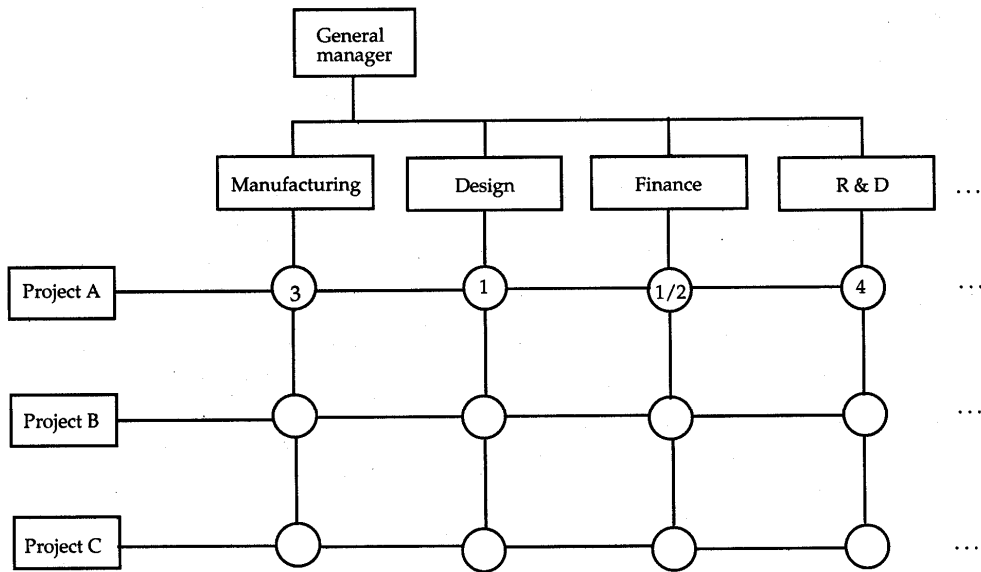 General
manager
Manufacturing
Design
Finance
R & D
...
Project A
3
1
1/2
4
...
Project B
...
Project C
....